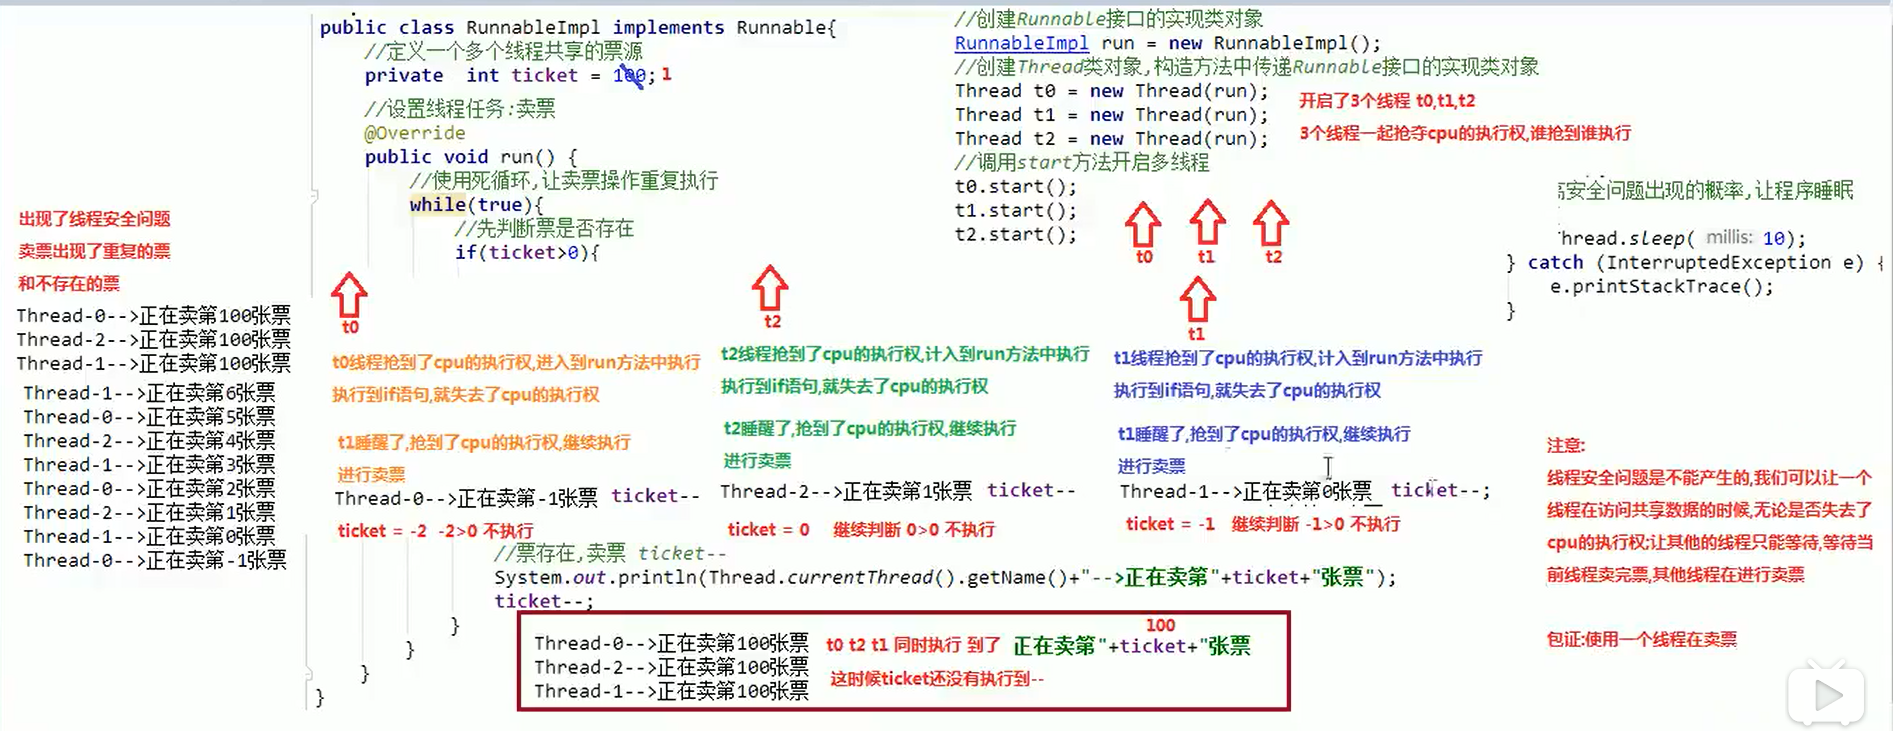 public class RunnableImpl implements Runnable{
//定义一个多个线程共享的票源
private int ticket = 100; 1
//设置线程任务:卖票
@Override
public void run() {
//使用死循环,让卖票操作重复执行
while(true){
//先判断票是否存在
if(ticket>0){
//创建Runnable接口的实现类对象
RunnableImpl run = new RunnableImpl();
//创建Thread类对象,构造方法中传递Runnable接口的实现类对象
Thread t0 = new Thread(run);
Thread t1 = new Thread(run);
Thread t2 = new Thread(run);
//调用start方法开启多线程
t0.start();
t1.start();
t2.start();
开启了3个线程 t0,t1,t2
3个线程一起抢夺cpu的执行权,谁抢到谁执行
t0
t1
t2
安全问题出现的概率,让程序睡眠
hread.sleep( millis: 10);
} catch (InterruptedException e) {
e.printStackTrace();
}
出现了线程安全问题
卖票出现了重复的票
和不存在的票
Thread-0-->正在卖第100张票
Thread-2-->正在卖第100张票
Thread-1-->正在卖第100张票
Thread-1-->正在卖第6张票
Thread-0-->正在卖第5张票
Thread-2-->正在卖第4张票
Thread-1-->正在卖第3张票
Thread-0-->正在卖第2张票
Thread-2-->正在卖第1张票
Thread-1-->正在卖第0张票
Thread-0-->正在卖第-1张票
t0
t0线程抢到了cpu的执行权,进入到run方法中执行
执行到if语句,就失去了cpu的执行权
t1睡醒了,抢到了cpu的执行权,继续执行
进行卖票
Thread-0-->正在卖第-1张票 ticket--
ticket = -2 -2>0 不执行
t2
t2线程抢到了cpu的执行权,计入到run方法中执行
执行到if语句,就失去了cpu的执行权
t2睡醒了,抢到了cpu的执行权,继续执行
进行卖票
Thread-2-->正在卖第1张票 ticket--
ticket = 0 继续判断 0>0 不执行
t1
t1线程抢到了cpu的执行权,计入到run方法中执行
执行到if语句,就失去了cpu的执行权
t1睡醒了,抢到了cpu的执行权,继续执行
进行卖票
Thread-1-->正在卖第0张票 ticket--;
ticket = -1 继续判断 -1>0 不执行
注意:
线程安全问题是不能产生的,我们可以让一个
线程在访问共享数据的时候,无论是否失去了
cpu的执行权;让其他的线程只能等待,等待当
前线程卖完票,其他线程在进行卖票
包证:使用一个线程在卖票
//票存在,卖票 ticket--
System.out.println(Thread.currentThread().getName()+"-->正在卖第"+ticket+"张票");
ticket--;
}
}
}
}
Thread-0-->正在卖第100张票
Thread-2-->正在卖第100张票
Thread-1-->正在卖第100张票
100
t0 t2 t1 同时执行 到了 正在卖第"+ticket+"张票
这时候ticket还没有执行到--